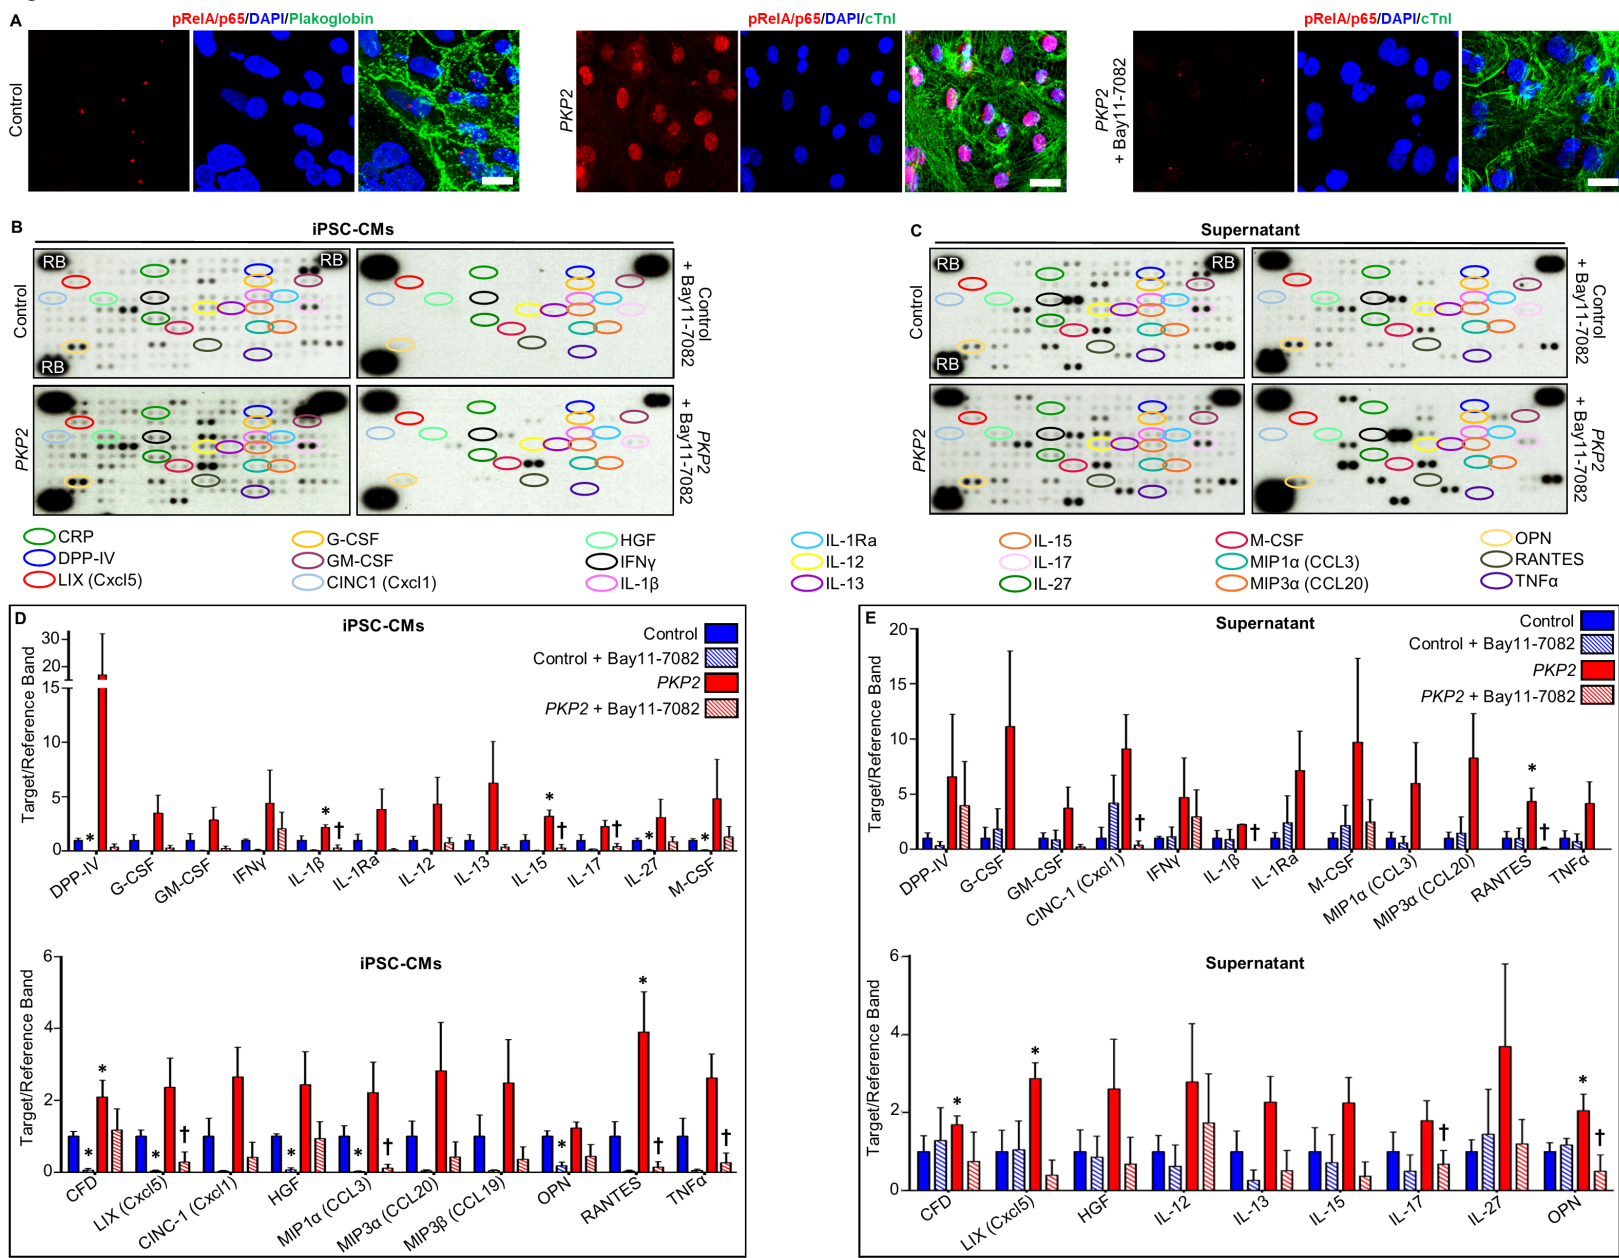 A
pRelA/p65/DAPI/Plakoglobin
pRelA/p65/DAPI/cTnI
pRelA/p65/DAPI/cTnI
Control
PKP2
PKP2
+ Bay11-7082
B
iPSC-CMs
C
Supernatant
RB
RB
RB
Control
Control
+ Bay11-7082
RB
RB
RB
Control
Control
+ Bay11-7082
PKP2
PKP2
+ Bay11-7082
PKP2
PKP2
+ Bay11-7082
CRP
G-CSF
HGF
IL-1Ra
IL-15
M-CSF
OPN
DPP-IV
GM-CSF
IFNγ
IL-12
IL-17
MIP1α (CCL3)
RANTES
LIX (Cxcl5)
CINC1 (Cxcl1)
IL-1β
IL-13
IL-27
MIP3α (CCL20)
TNFα
D
iPSC-CMs
Control
Control + Bay11-7082
PKP2
PKP2 + Bay11-7082
Target/Reference Band
30
20
15
10
5
0
* * † * † † * *
DPP-IV
G-CSF
GM-CSF
IFNγ
IL-1β
IL-1Ra
IL-12
IL-13
IL-15
IL-17
IL-27
M-CSF
iPSC-CMs
Target/Reference Band
6
4
2
0
* * * † * * † * * † †
CFD
LIX (Cxcl5)
CINC-1 (Cxcl1)
HGF
MIP1α (CCL3)
MIP3α (CCL20)
MIP3β (CCL19)
OPN
RANTES
TNFα
E
Supernatant
Control
Control + Bay11-7082
PKP2
PKP2 + Bay11-7082
Target/Reference Band
20
15
10
5
0
† † * †
DPP-IV
G-CSF
GM-CSF
CINC-1 (Cxcl1)
IFNγ
IL-1β
IL-1Ra
M-CSF
MIP1α (CCL3)
MIP3α (CCL20)
RANTES
TNFα
Supernatant
Target/Reference Band
6
4
2
0
* * † * †
CFD
LIX (Cxcl5)
HGF
IL-12
IL-13
IL-15
IL-17
IL-27
OPN